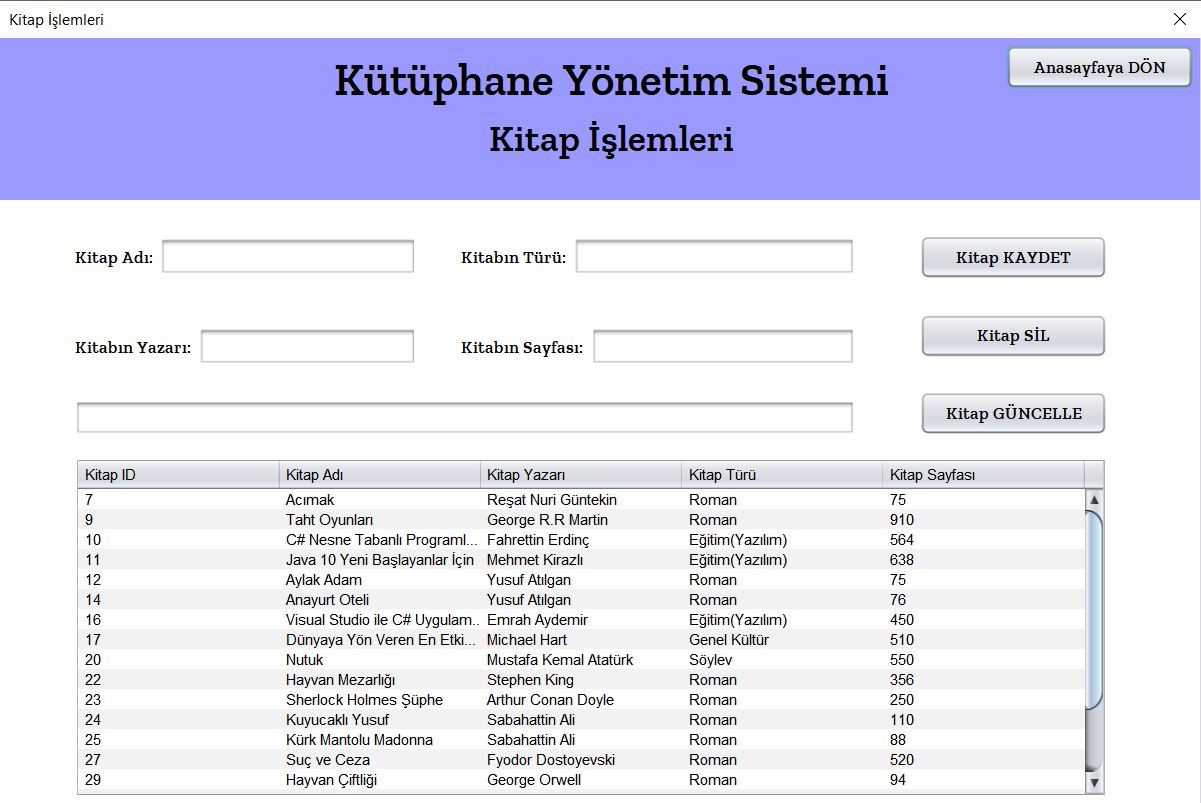 Kitap İşlemleri
Kütüphane Yönetim Sistemi
Anasayfaya DÖN
Kitap İşlemleri
Kitap Adı:
Kitabın Türü:
Kitap KAYDET
Kitabın Yazarı:
Kitabın Sayfası:
Kitap SİL
Kitap GÜNCELLE
Kitap ID Kitap Adı Kitap Yazarı Kitap Türü Kitap Sayfası
7 Acımak Reşat Nuri Güntekin Roman 75
9 Taht Oyunları George R.R Martin Roman 910
10 C# Nesne Tabanlı Programl... Fahrettin Erdinç Eğitim(Yazılım) 564
11 Java 10 Yeni Başlayanlar İçin Mehmet Kirazlı Eğitim(Yazılım) 638
12 Aylak Adam Yusuf Atılgan Roman 75
14 Anayurt Oteli Yusuf Atılgan Roman 76
16 Visual Studio ile C# Uygulam... Emrah Aydemir Eğitim(Yazılım) 450
17 Dünyaya Yön Veren En Etki... Michael Hart Genel Kültür 510
20 Nutuk Mustafa Kemal Atatürk Söylev 550
22 Hayvan Mezarlığı Stephen King Roman 356
23 Sherlock Holmes Şüphe Arthur Conan Doyle Roman 250
24 Kuyucaklı Yusuf Sabahattin Ali Roman 110
25 Kürk Mantolu Madonna Sabahattin Ali Roman 88
27 Suç ve Ceza Fyodor Dostoyevski Roman 520
29 Hayvan Çiftliği George Orwell Roman 94